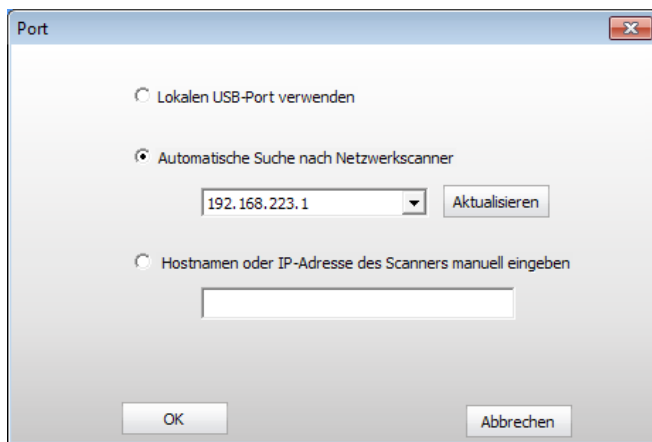 Port
Lokalen USB-Port verwenden
Automatische Suche nach Netzwerkscanner
192.168.223.1
Aktualisieren
Hostnamen oder IP-Adresse des Scanners manuell eingeben
OK
Abbrechen